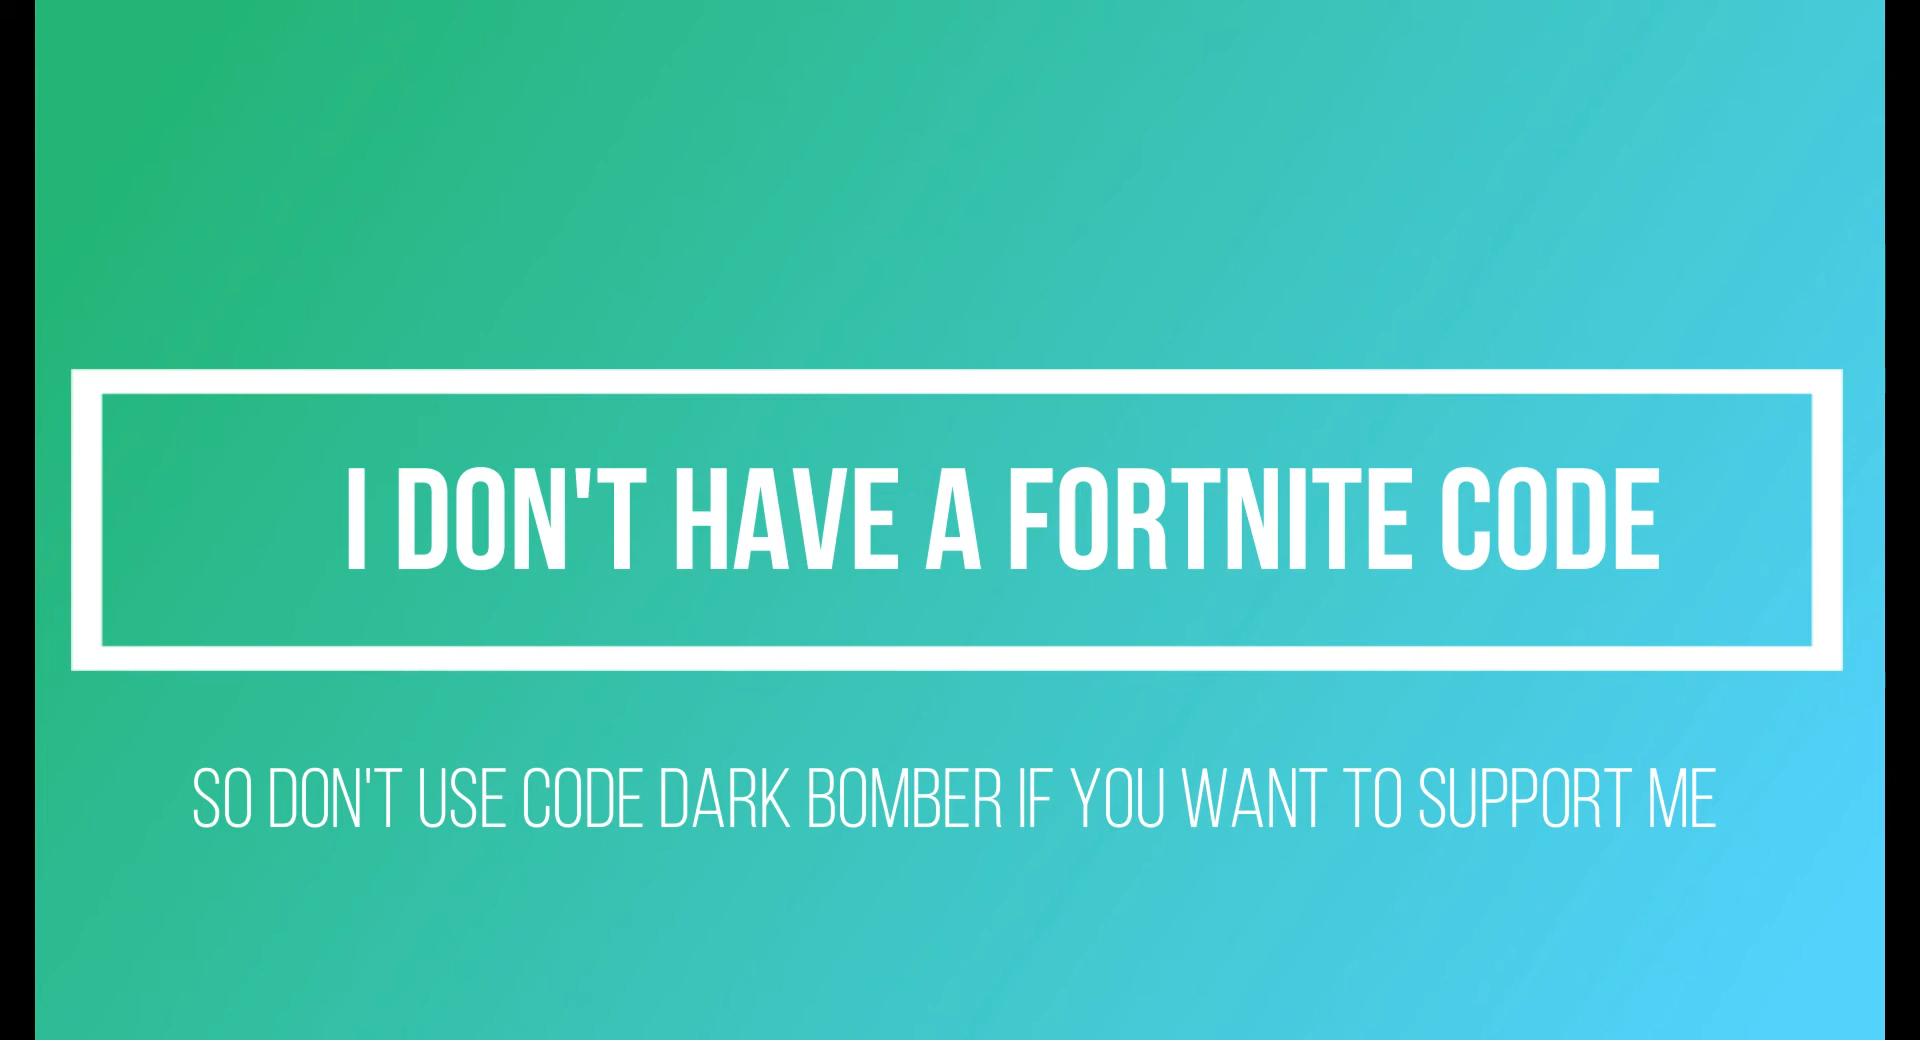 I DON'T HAVE A FORTNITE CODE
SO DON'T USE CODE DARK BOMBER IF YOU WANT TO SUPPORT ME